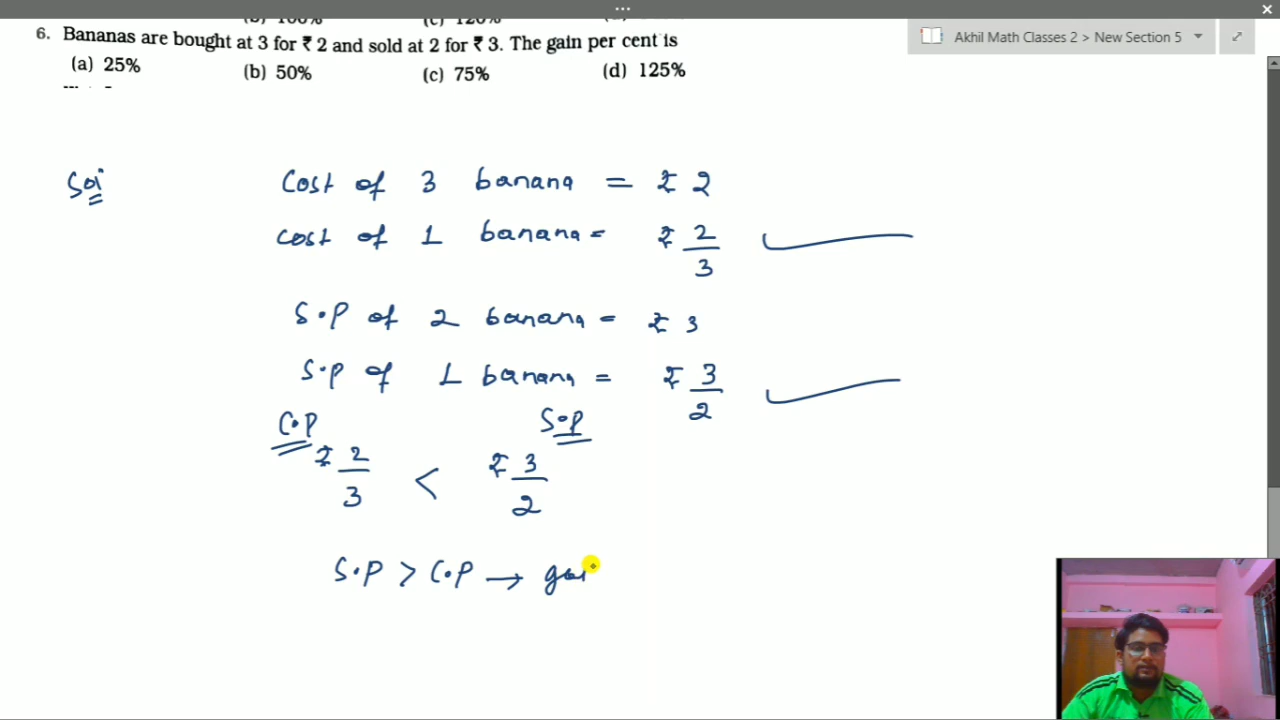 6. Bananas are bought at 3 for ₹ 2 and sold at 2 for ₹ 3. The gain per cent is
(a) 25% (b) 50% (c) 75% (d) 125%
Akhil Math Classes 2 > New Section 5
Sol
Cost of 3 banana = ₹ 2
cost of 1 banana = ₹ 2/3
S.P of 2 banana = ₹ 3
S.P of 1 banana = ₹ 3/2
C.P S.P
₹ 2/3 < ₹ 3/2
S.P > C.P → gai